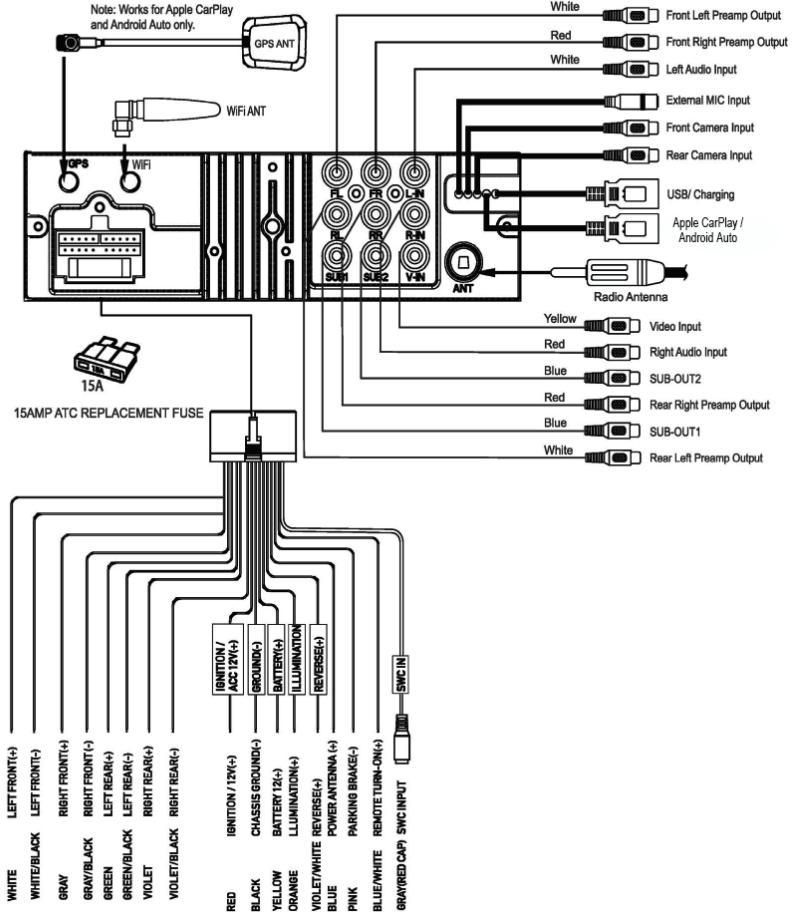 Note: Works for Apple CarPlay
and Android Auto only.
GPS ANT
WiFi ANT
GPS
WiFi
White
Front Left Preamp Output
Red
Front Right Preamp Output
White
Left Audio Input
External MIC Input
Front Camera Input
Rear Camera Input
USB/ Charging
Apple CarPlay /
Android Auto
Radio Antenna
FL
FR
L-IN
RL
RR
R-IN
SUB1
SUB2
V-IN
ANT
Yellow
Video Input
Red
Right Audio Input
Blue
SUB-OUT2
Red
Rear Right Preamp Output
Blue
SUB-OUT1
White
Rear Left Preamp Output
15A
15A
15AMP ATC REPLACEMENT FUSE
IGNITION /
ACC 12V(+)
GROUND(-)
BATTERY(+)
ILLUMINATION
REVERSE(+)
SWC IN
WHITE LEFT FRONT(+)
WHITE/BLACK LEFT FRONT(-)
GRAY RIGHT FRONT(+)
GRAY/BLACK RIGHT FRONT(-)
GREEN LEFT REAR(+)
GREEN/BLACK LEFT REAR(-)
VIOLET RIGHT REAR(+)
VIOLET/BLACK RIGHT REAR(-)
RED IGNITION / 12V(+)
BLACK CHASSIS GROUND(-)
YELLOW BATTERY 12(+)
ORANGE LLUMINATION(+)
VIOLET/WHITE REVERSE(+)
BLUE POWER ANTENNA (+)
PINK PARKING BRAKE(-)
BLUE/WHITE REMOTE TURN-ON(+)
GRAY(RED CAP) SWC INPUT